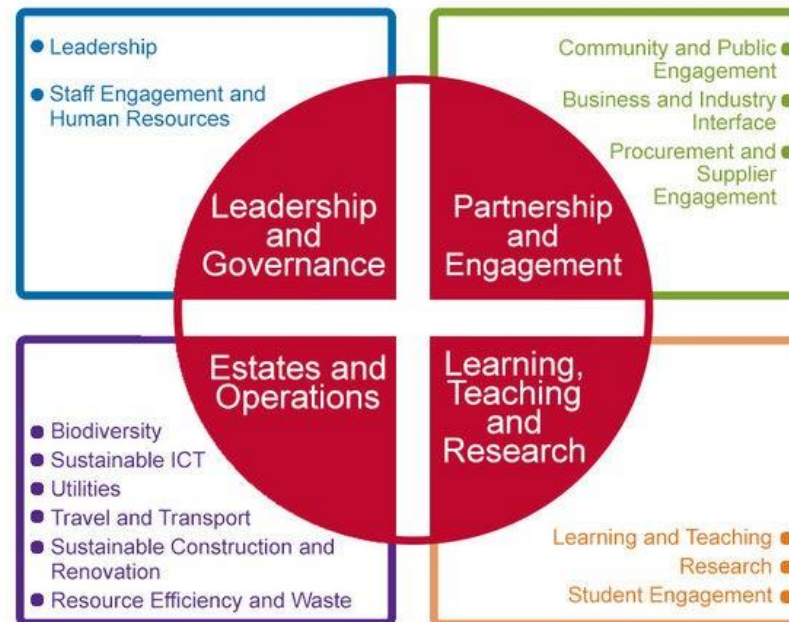 Leadership
Staff Engagement and
Human Resources
Community and Public
Engagement
Business and Industry
Interface
Procurement and
Supplier
Engagement
Leadership
and
Governance
Partnership
and
Engagement
Estates and
Operations
Learning,
Teaching
and
Research
Biodiversity
Sustainable ICT
Utilities
Travel and Transport
Sustainable Construction and
Renovation
Resource Efficiency and Waste
Learning and Teaching
Research
Student Engagement